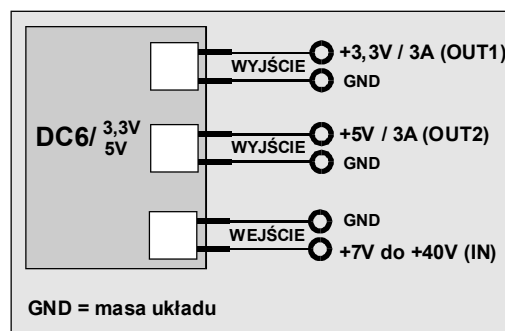 +3,3V / 3A (OUT1)
WYJŚCIE
GND
DC6/ 3,3V
5V
+5V / 3A (OUT2)
WYJŚCIE
GND
GND
WEJŚCIE
+7V do +40V (IN)
GND = masa układu